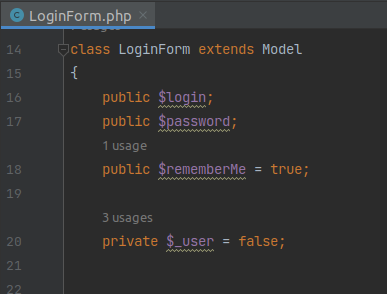 LoginForm.php
14 class LoginForm extends Model
15 {
16 public $login;
17 public $password;
1 usage
18 public $rememberMe = true;
19
3 usages
20 private $_user = false;
21
22